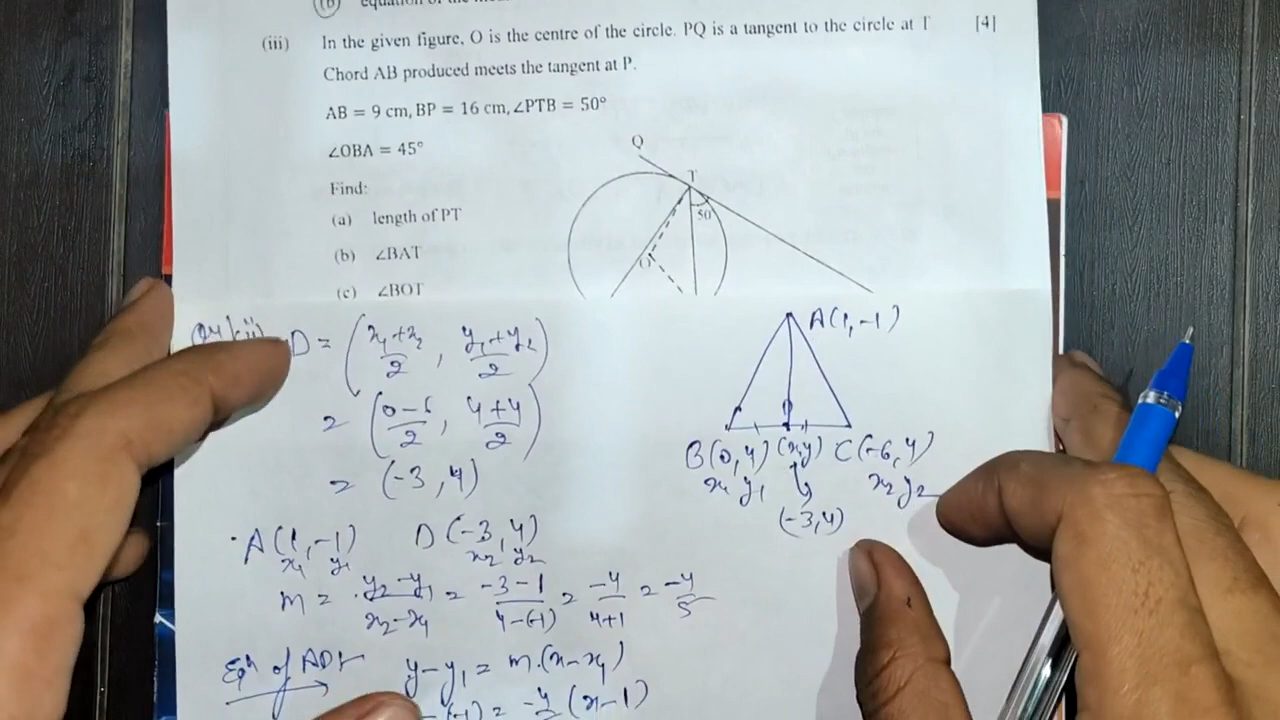 (iii) In the given figure, O is the centre of the circle. PQ is a tangent to the circle at T [4]
Chord AB produced meets the tangent at P.
AB = 9 cm, BP = 16 cm, ∠PTB = 50°
∠OBA = 45°
Find:
(a) length of PT
(b) ∠BAT
(c) ∠BOT
Q
T
50
O
D = (x₁+x₂/2, y₁+y₂/2)
= (0-6/2, 4+4/2)
= (-3, 4)
A(1, -1)
B(0, 4) (x, y) C(-6, 4)
x₁ y₁ x₂ y₂
(-3, 4)
A(1, -1) D(-3, 4)
x₁ y₁ x₂ y₂
m = y₂-y₁/x₂-x₁ = -3-1/4-(-1) = -4/4+1 = -4/5
Eqⁿ of AD
y-y₁ = m.(x-x₁)